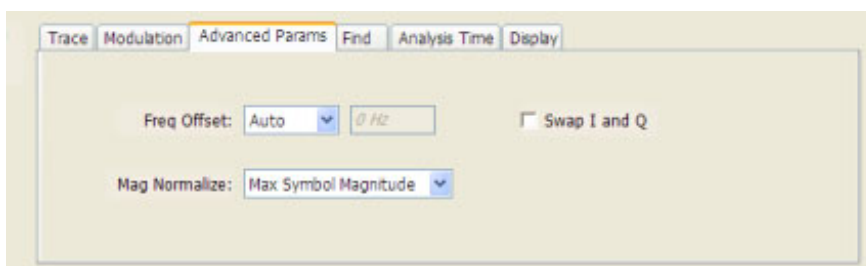 Trace Modulation Advanced Params Find Analysis Time Display
Freq Offset: Auto 0 Hz Swap I and Q
Mag Normalize: Max Symbol Magnitude